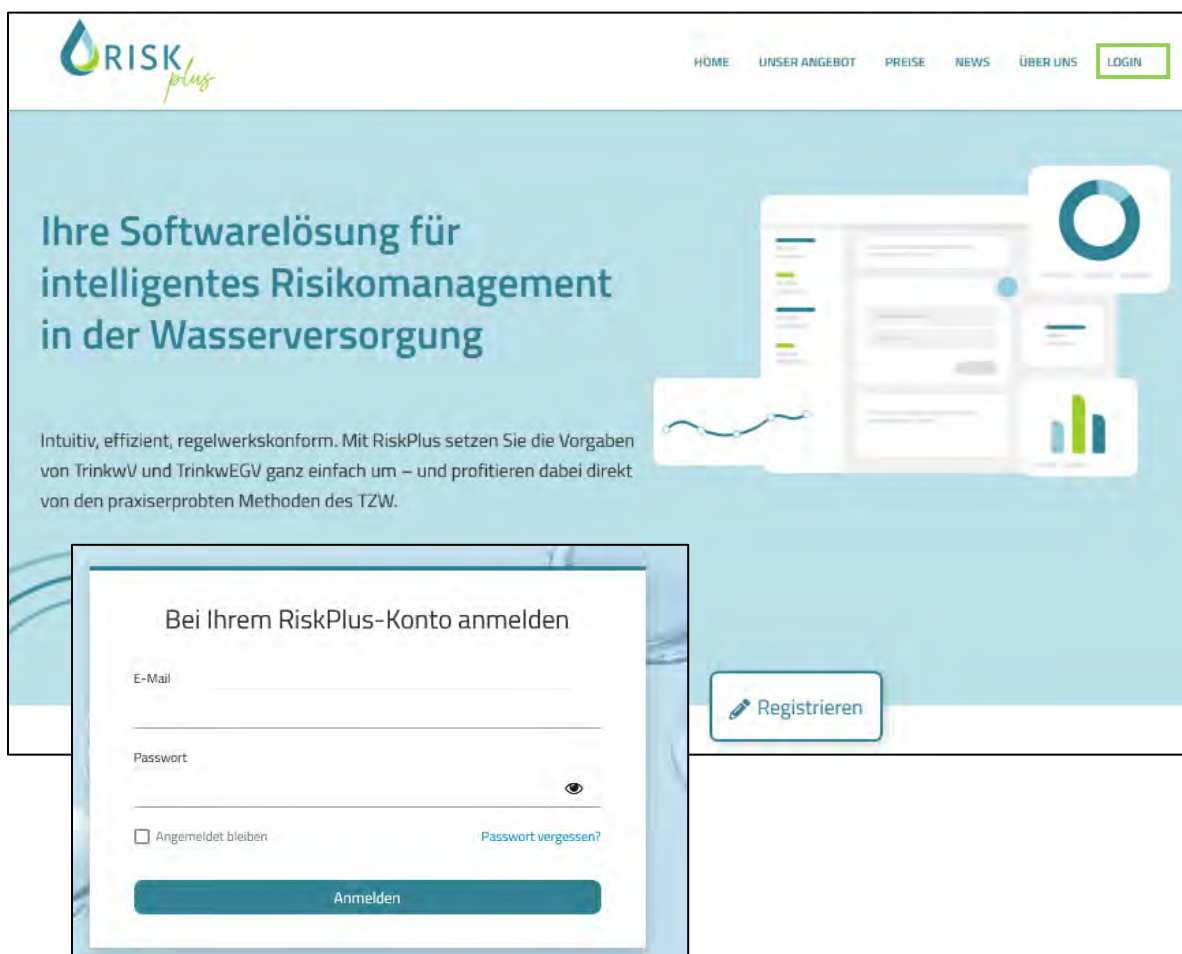 RISK
plus
HOME UNSER ANGEBOT PREISE NEWS ÜBER UNS LOGIN
Ihre Softwarelösung für
intelligentes Risikomanagement
in der Wasserversorgung
Intuitiv, effizient, regelwerkskonform. Mit RiskPlus setzen Sie die Vorgaben
von TrinkwV und TrinkwEGV ganz einfach um – und profitieren dabei direkt
von den praxiserprobten Methoden des TZW.
Bei Ihrem RiskPlus-Konto anmelden
E-Mail
Passwort
Angemeldet bleiben Passwort vergessen?
Anmelden
Registrieren